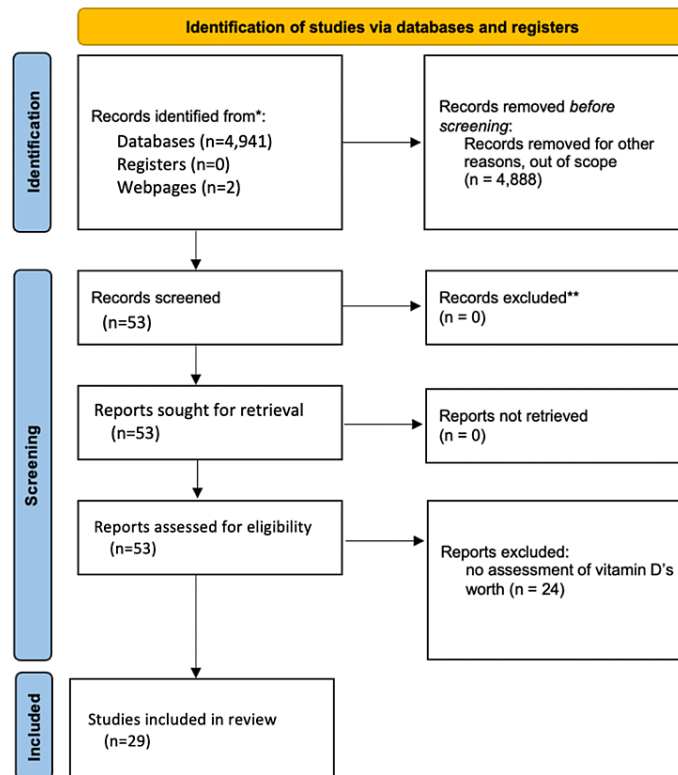 Identification of studies via databases and registers
Identification
Records identified from*:
Databases (n=4,941)
Registers (n=0)
Webpages (n=2)
Records removed before
screening:
Records removed for other
reasons, out of scope
(n = 4,888)
Screening
Records screened
(n=53)
Records excluded**
(n = 0)
Reports sought for retrieval
(n=53)
Reports not retrieved
(n = 0)
Reports assessed for eligibility
(n=53)
Reports excluded:
no assessment of vitamin D's
worth (n = 24)
Included
Studies included in review
(n=29)